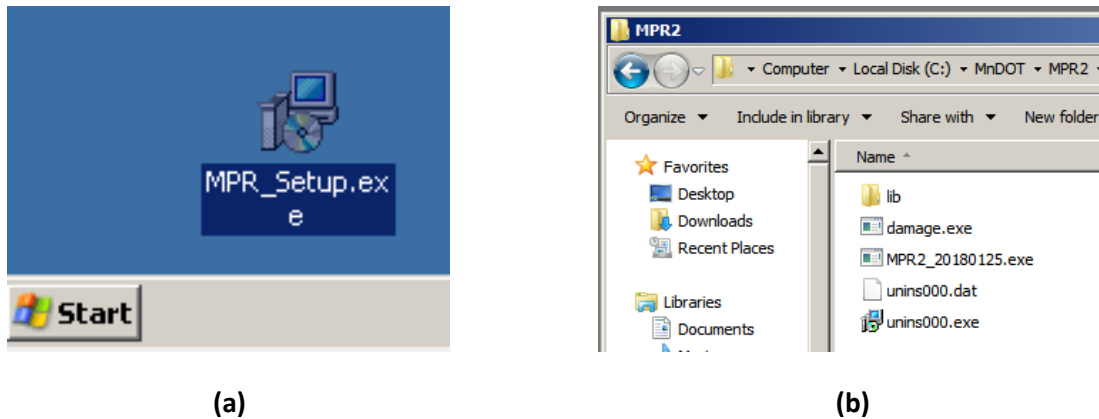 MPR_Setup.ex
e
Start
(a)
MPR2
Computer Local Disk (C:) MnDOT MPR2
Organize Include in library Share with New folder
Favorites
Desktop
Downloads
Recent Places
Libraries
Documents
Name
lib
damage.exe
MPR2_20180125.exe
unins000.dat
unins000.exe
(b)